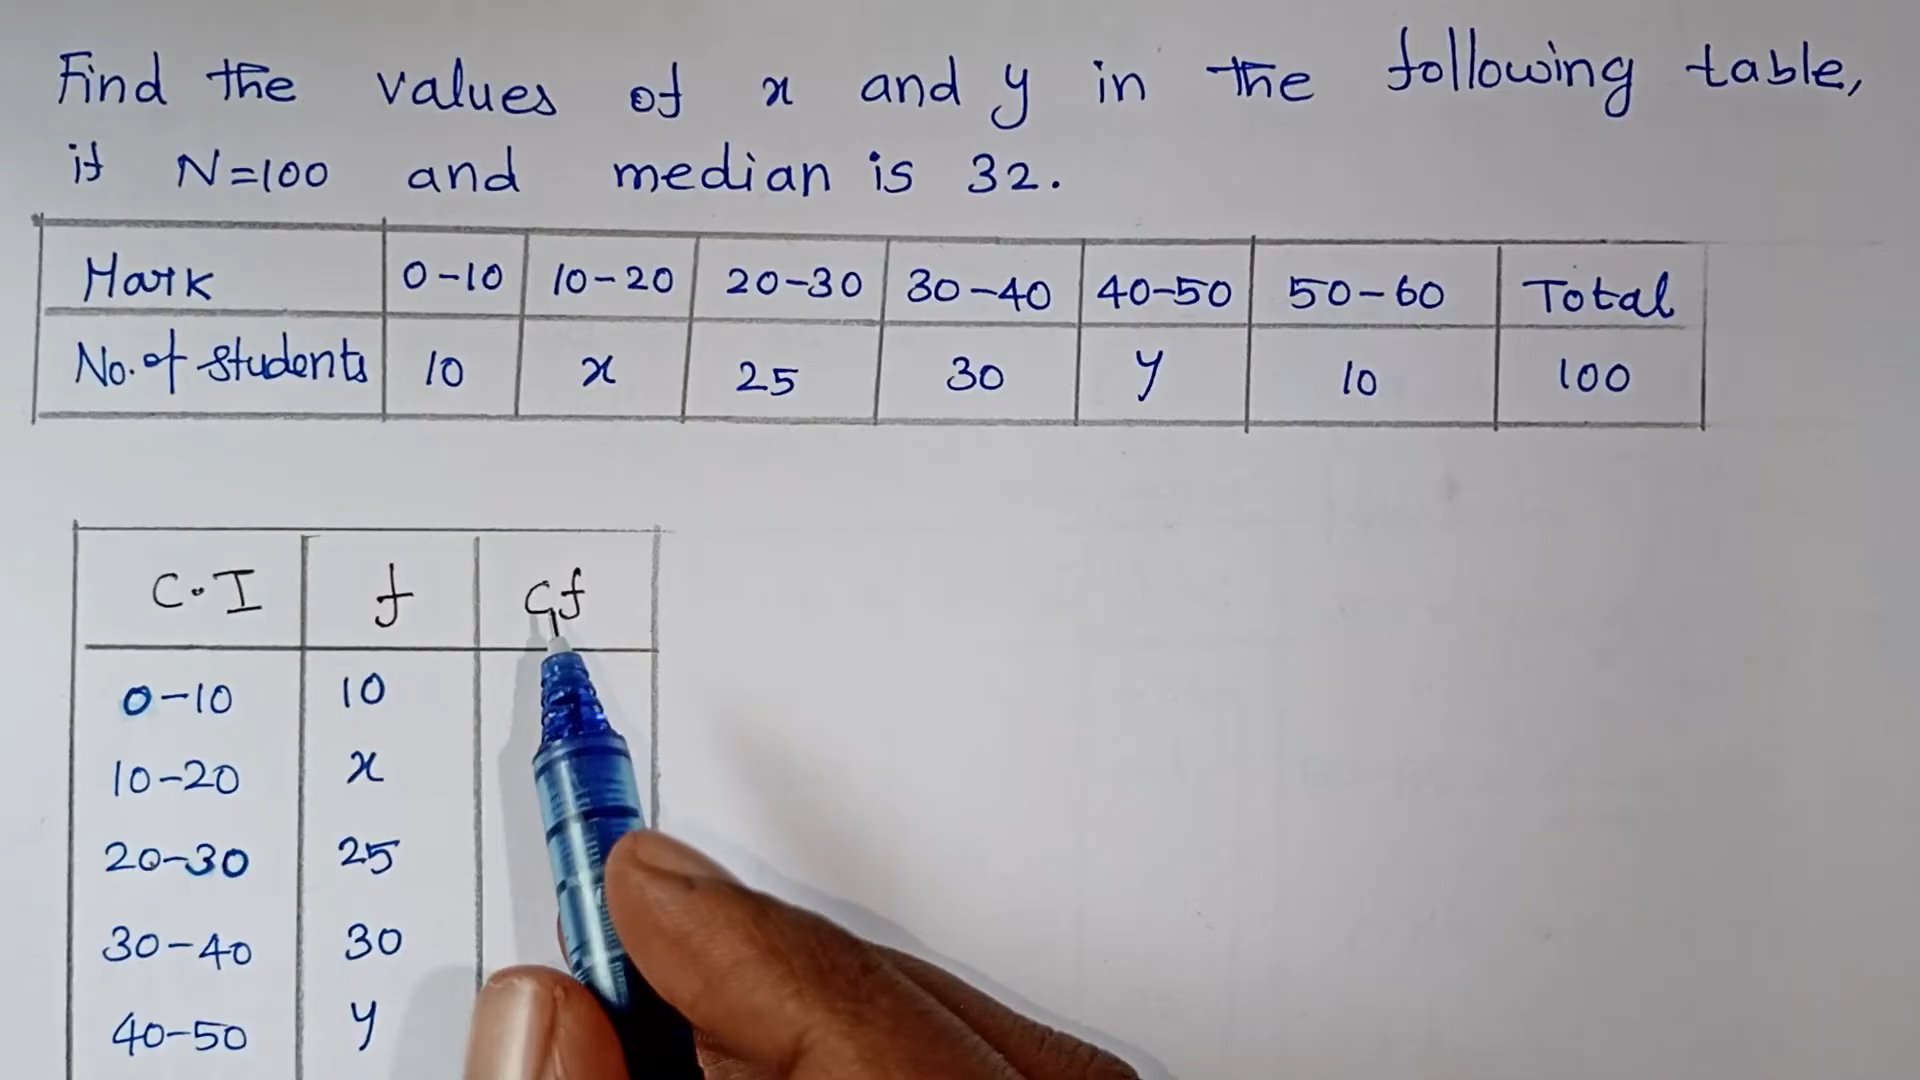 Find the values of x and y in the following table,
if N=100 and median is 32.
Mark 0-10 10-20 20-30 30-40 40-50 50-60 Total
No. of students 10 x 25 30 y 10 100
C.I f Cf
0-10 10
10-20 x
20-30 25
30-40 30
40-50 y